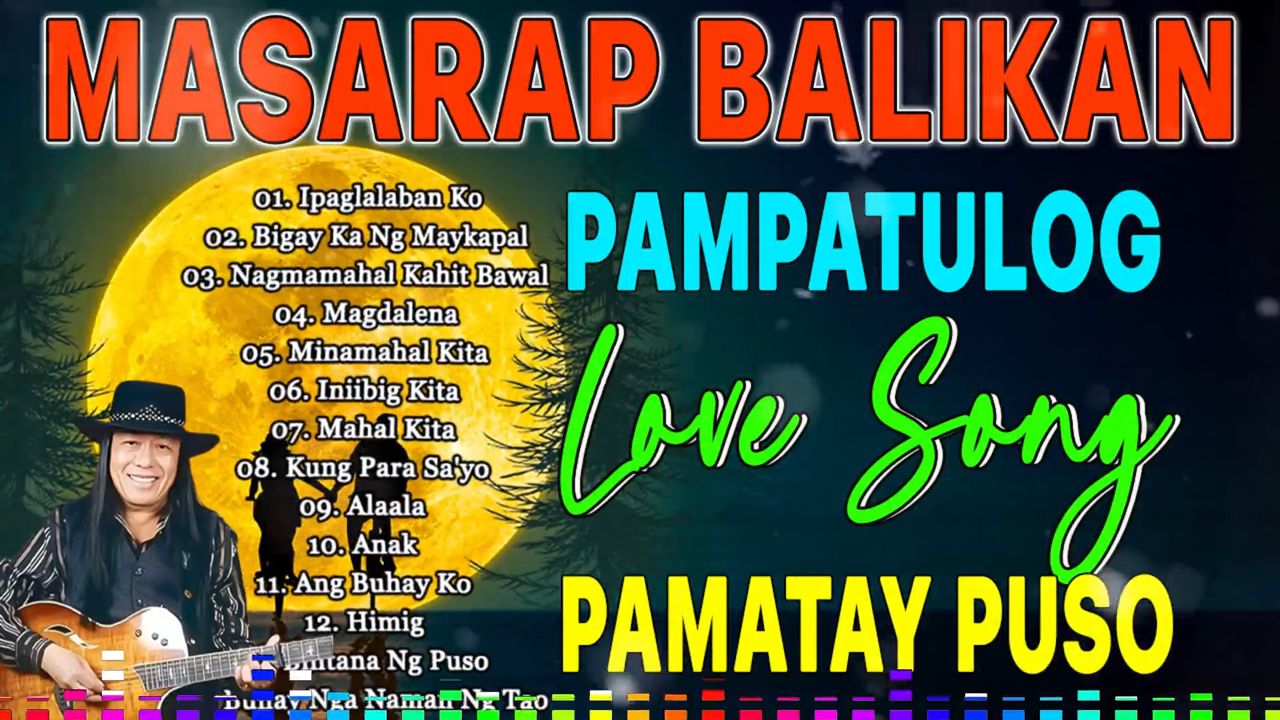 MASARAP BALIKAN
01. Ipaglalaban Ko
02. Bigay Ka Ng Maykapal
03. Nagmamahal Kahit Bawal
04. Magdalena
05. Minamahal Kita
06. Iniibig Kita
07. Mahal Kita
08. Kung Para Sa'yo
09. Alaala
10. Anak
11. Ang Buhay Ko
12. Himig
Bintana Ng Puso
Buhay Nga Naman Ng Tao
PAMPATULOG
Love Song
PAMATAY PUSO